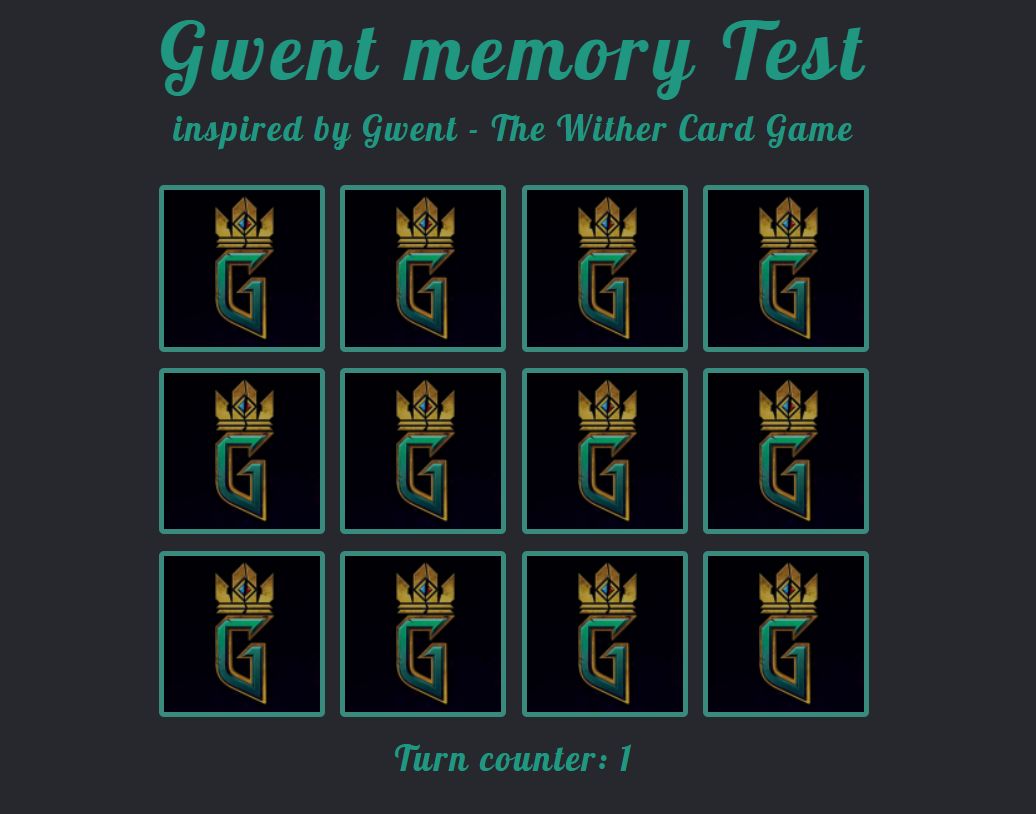 Gwent memory Test
inspired by Gwent - The Wither Card Game
G G G G
G G G G
G G G G
Turn counter: 1